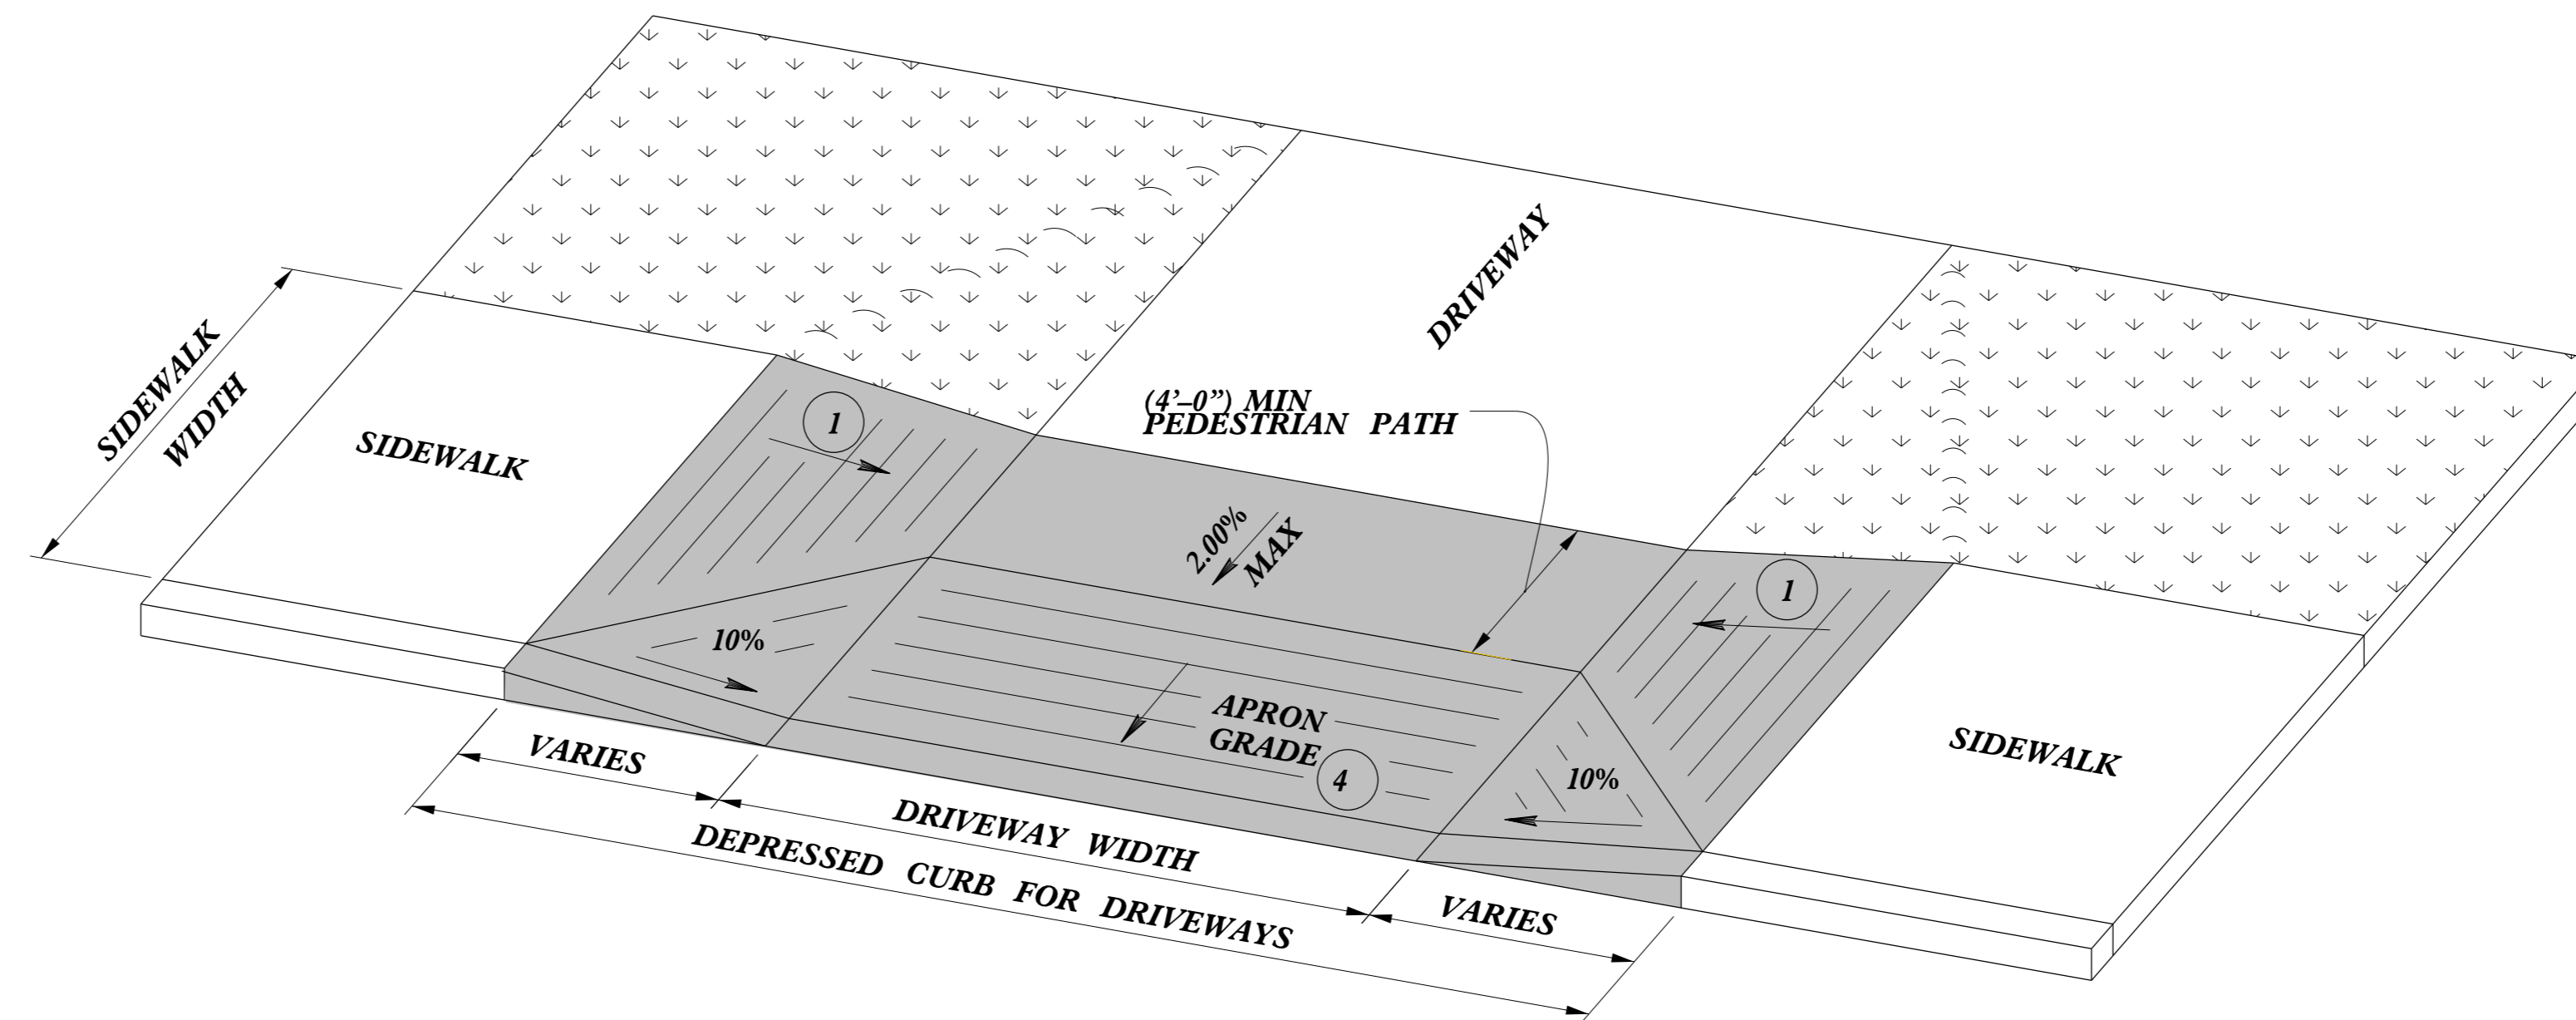 SIDEWALK
WIDTH
SIDEWALK
1
(4'–0") MIN
PEDESTRIAN PATH
DRIVEWAY
2.00%
MAX
1
10%
APRON
GRADE
4
10%
SIDEWALK
VARIES
DRIVEWAY WIDTH
VARIES
DEPRESSED CURB FOR DRIVEWAYS